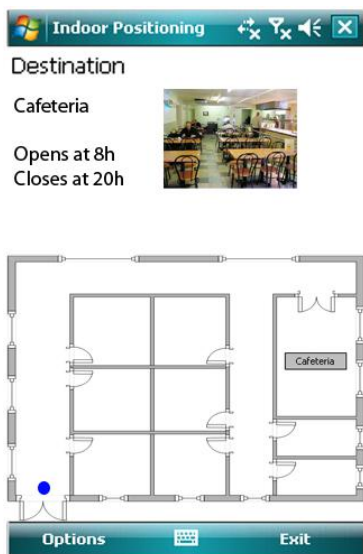 Indoor Positioning
Destination
Cafeteria
Opens at 8h
Closes at 20h
Cafeteria
Options
Exit